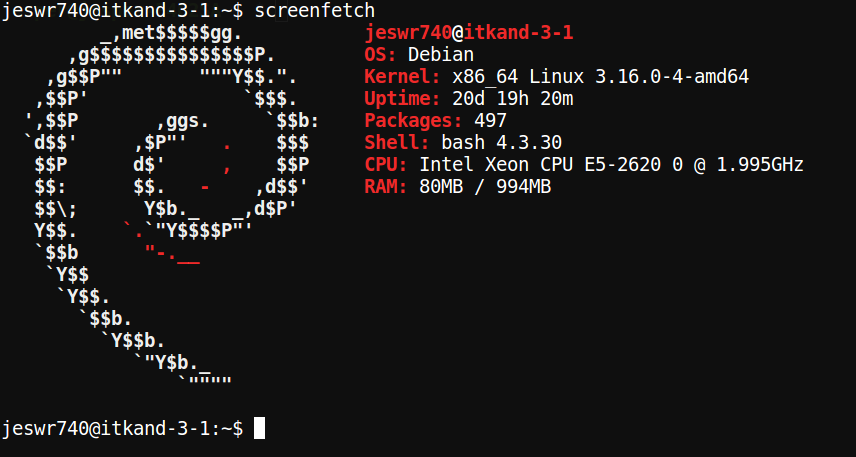 jeswr740@itkand-3-1:~$ screenfetch
         _,met$$$$$gg.           jeswr740@itkand-3-1
      ,g$$$$$$$$$$$$$$$P.        OS: Debian
    ,g$$P""       """Y$$.".      Kernel: x86_64 Linux 3.16.0-4-amd64
   ,$$P'              `$$$.      Uptime: 20d 19h 20m
  ',$$P       ,ggs.     `$$b:    Packages: 497
  `d$$'     ,$P"'   .    $$$     Shell: bash 4.3.30
   $$P      d$'     ,    $$P     CPU: Intel Xeon CPU E5-2620 0 @ 1.995GHz
   $$:      $$.   -    ,d$$'     RAM: 80MB / 994MB
   $$\;      Y$b._   _,d$P'
   Y$$.    `.`"Y$$$$P"'
   `$$b      "-.__
    `Y$$
     `Y$$.
       `$$b.
         `Y$$b.
            `"Y$b._
                `""""
jeswr740@itkand-3-1:~$